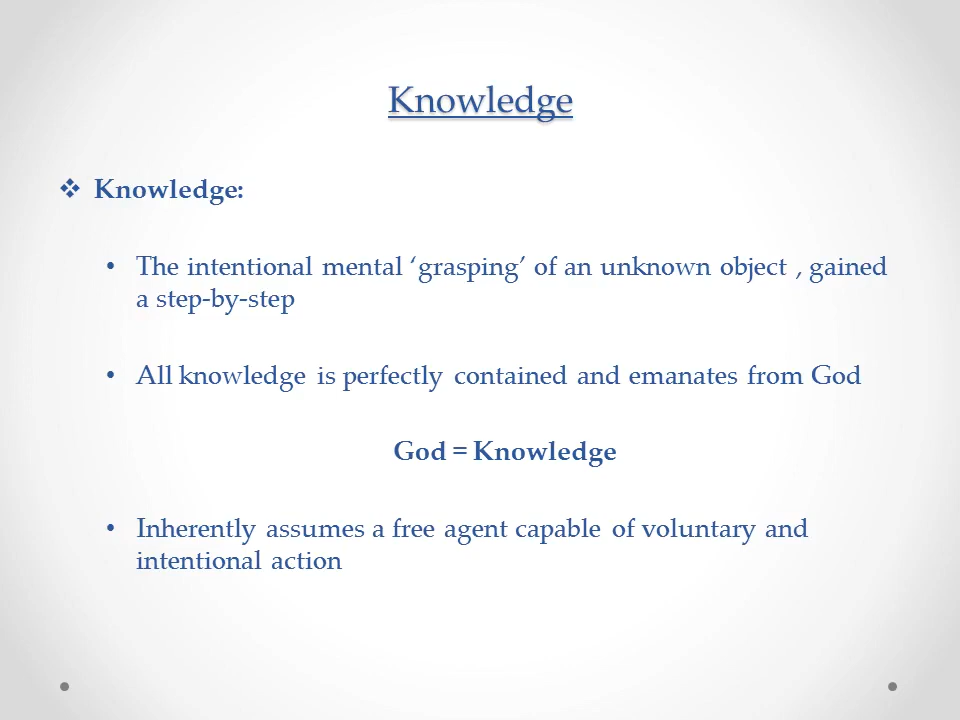 Knowledge
❖ Knowledge:
• The intentional mental ‘grasping’ of an unknown object , gained
a step-by-step
• All knowledge is perfectly contained and emanates from God
God = Knowledge
• Inherently assumes a free agent capable of voluntary and
intentional action